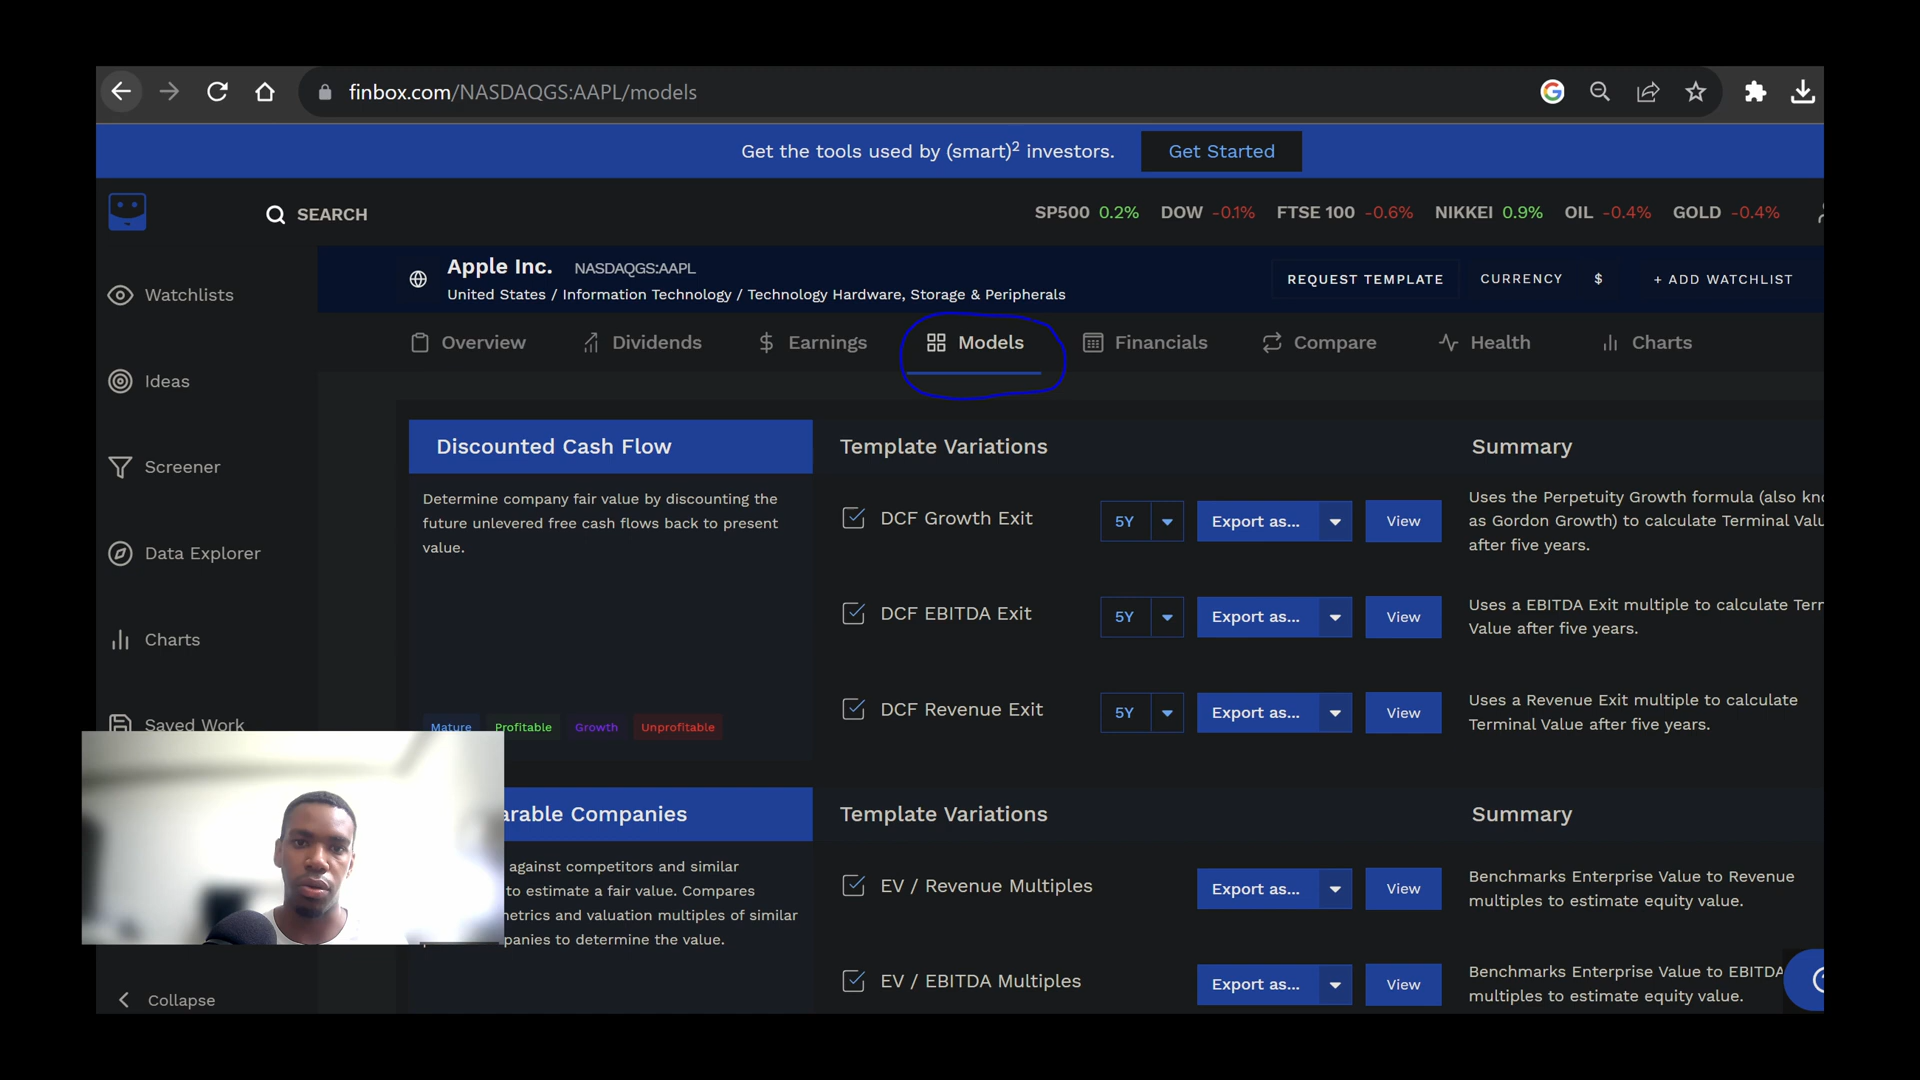 finbox.com/NASDAQGS:AAPL/models
Get the tools used by (smart)² investors.
Get Started
SEARCH
SP500 0.2% DOW -0.1% FTSE 100 -0.6% NIKKEI 0.9% OIL -0.4% GOLD -0.4%
Apple Inc. NASDAQGS:AAPL
United States / Information Technology / Technology Hardware, Storage & Peripherals
REQUEST TEMPLATE
CURRENCY $
+ ADD WATCHLIST
Watchlists
Ideas
Screener
Data Explorer
Charts
Saved Work
Collapse
Overview Dividends Earnings Models Financials Compare Health Charts
Discounted Cash Flow
Determine company fair value by discounting the
future unlevered free cash flows back to present
value.
Mature Profitable Growth Unprofitable
Template Variations
Summary
DCF Growth Exit 5Y Export as... View
Uses the Perpetuity Growth formula (also kno
as Gordon Growth) to calculate Terminal Valu
after five years.
DCF EBITDA Exit 5Y Export as... View
Uses a EBITDA Exit multiple to calculate Terr
Value after five years.
DCF Revenue Exit 5Y Export as... View
Uses a Revenue Exit multiple to calculate
Terminal Value after five years.
arable Companies
against competitors and similar
to estimate a fair value. Compares
metrics and valuation multiples of similar
panies to determine the value.
Template Variations
Summary
EV / Revenue Multiples Export as... View
Benchmarks Enterprise Value to Revenue
multiples to estimate equity value.
EV / EBITDA Multiples Export as... View
Benchmarks Enterprise Value to EBITDA
multiples to estimate equity value.